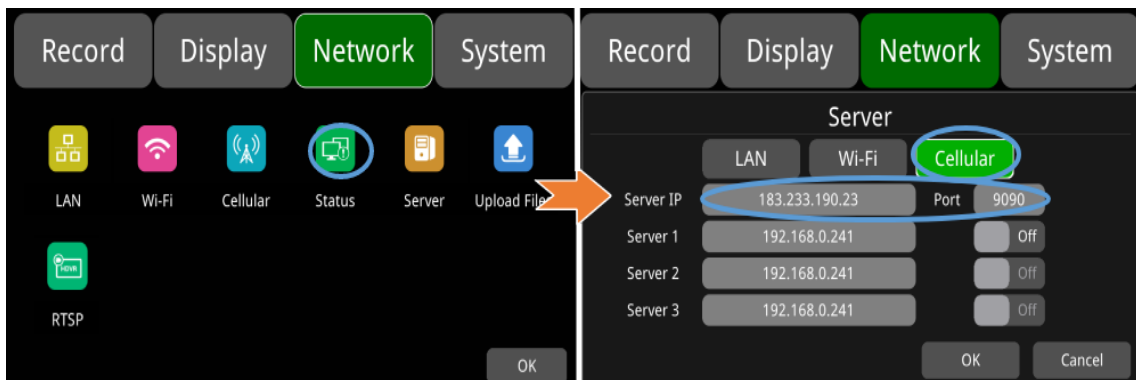 Record Display Network System
LAN Wi-Fi Cellular Status Server Upload File
HDVR
RTSP
OK
Record Display Network System
Server
LAN Wi-Fi Cellular
Server IP 183.233.190.23 Port 9090
Server 1 192.168.0.241 Off
Server 2 192.168.0.241 Off
Server 3 192.168.0.241 Off
OK Cancel